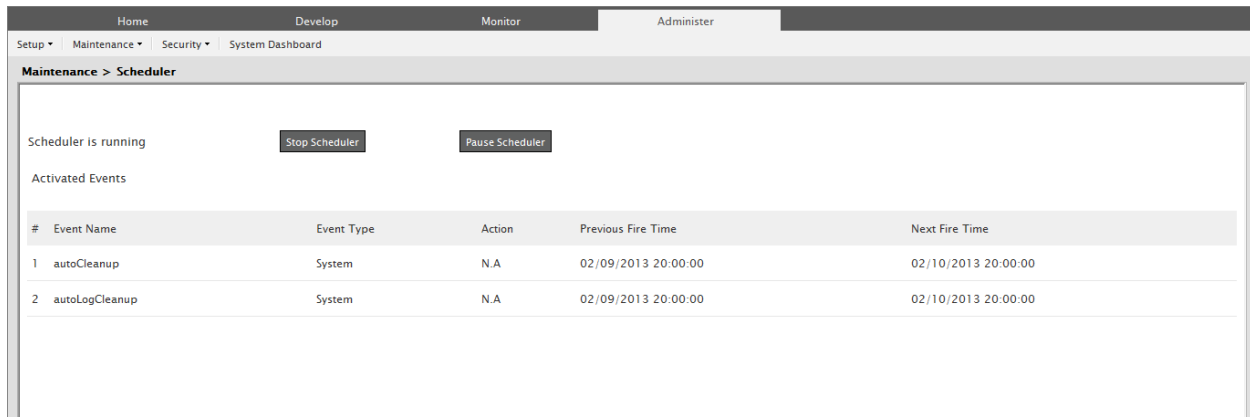 Home Develop Monitor Administer
Setup Maintenance Security System Dashboard
Maintenance > Scheduler
Scheduler is running Stop Scheduler Pause Scheduler
Activated Events
# Event Name Event Type Action Previous Fire Time Next Fire Time
1 autoCleanup System N.A 02/09/2013 20:00:00 02/10/2013 20:00:00
2 autoLogCleanup System N.A 02/09/2013 20:00:00 02/10/2013 20:00:00